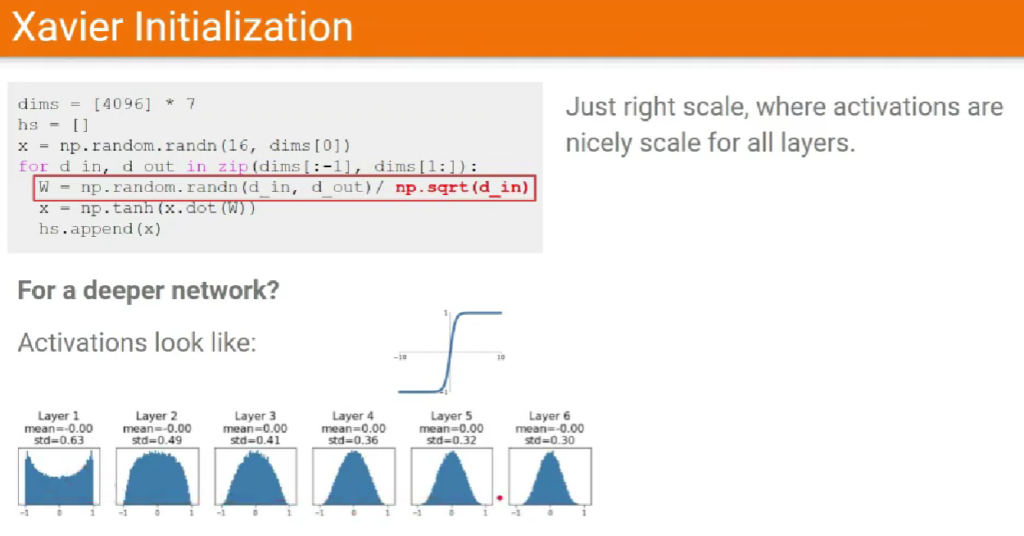 Xavier Initialization
dims = [4096] * 7
hs = []
x = np.random.randn(16, dims[0])
for d_in, d_out in zip(dims[:-1], dims[1:]):
W = np.random.randn(d_in, d_out)/ np.sqrt(d_in)
x = np.tanh(x.dot(W))
hs.append(x)
Just right scale, where activations are
nicely scale for all layers.
For a deeper network?
Activations look like:
1
-10
10
-1
Layer 1
mean=-0.00
std=0.63
-1 0 1
Layer 2
mean=-0.00
std=0.49
-1 0 1
Layer 3
mean=0.00
std=0.41
-1 0 1
Layer 4
mean=0.00
std=0.36
-1 0 1
Layer 5
mean=0.00
std=0.32
-1 0 1
Layer 6
mean=-0.00
std=0.30
-1 0 1